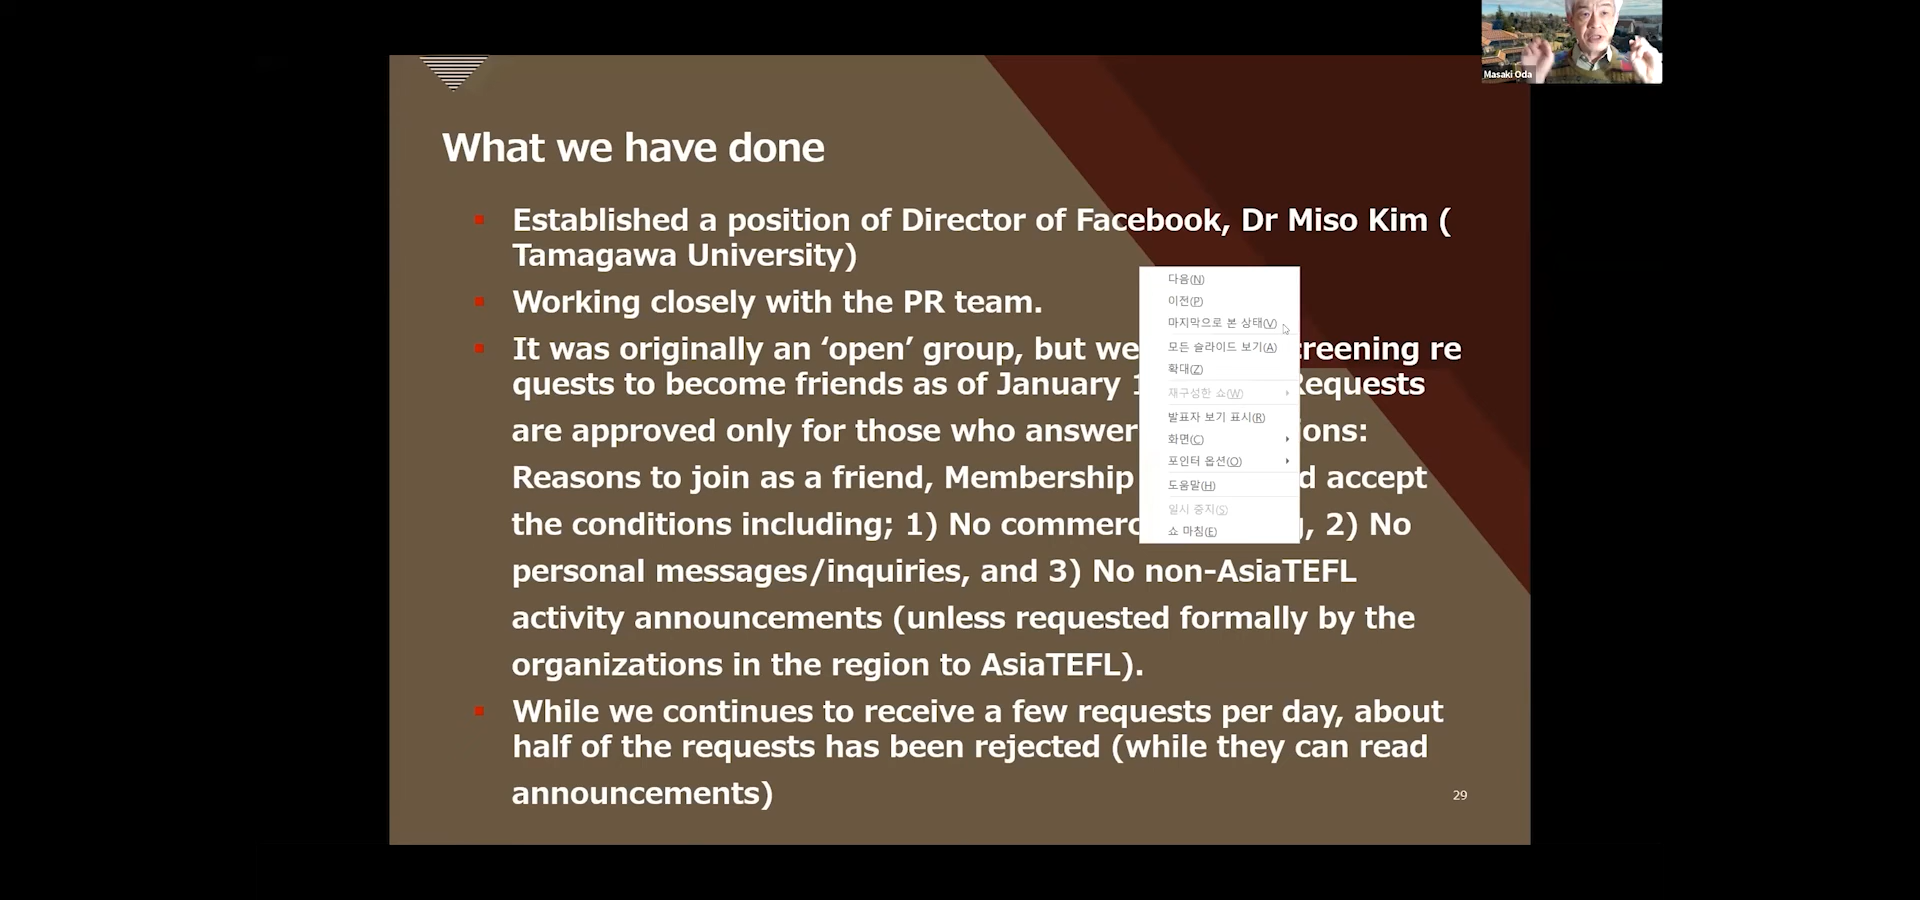 Masaki Oda
What we have done
Established a position of Director of Facebook, Dr Miso Kim (
Tamagawa University)
Working closely with the PR team.
It was originally an ‘open’ group, but we creening re
quests to become friends as of January equests
are approved only for those who answer ions:
Reasons to join as a friend, Membership d accept
the conditions including; 1) No commerc , 2) No
personal messages/inquiries, and 3) No non-AsiaTEFL
activity announcements (unless requested formally by the
organizations in the region to AsiaTEFL).
While we continues to receive a few requests per day, about
half of the requests has been rejected (while they can read
announcements)
29
다음(N)
이전(P)
마지막으로 본 상태(V)
모든 슬라이드 보기(A)
확대(Z)
재구성한 쇼(W)
발표자 보기 표시(R)
화면(C)
포인터 옵션(O)
도움말(H)
일시 중지(S)
쇼 마침(E)